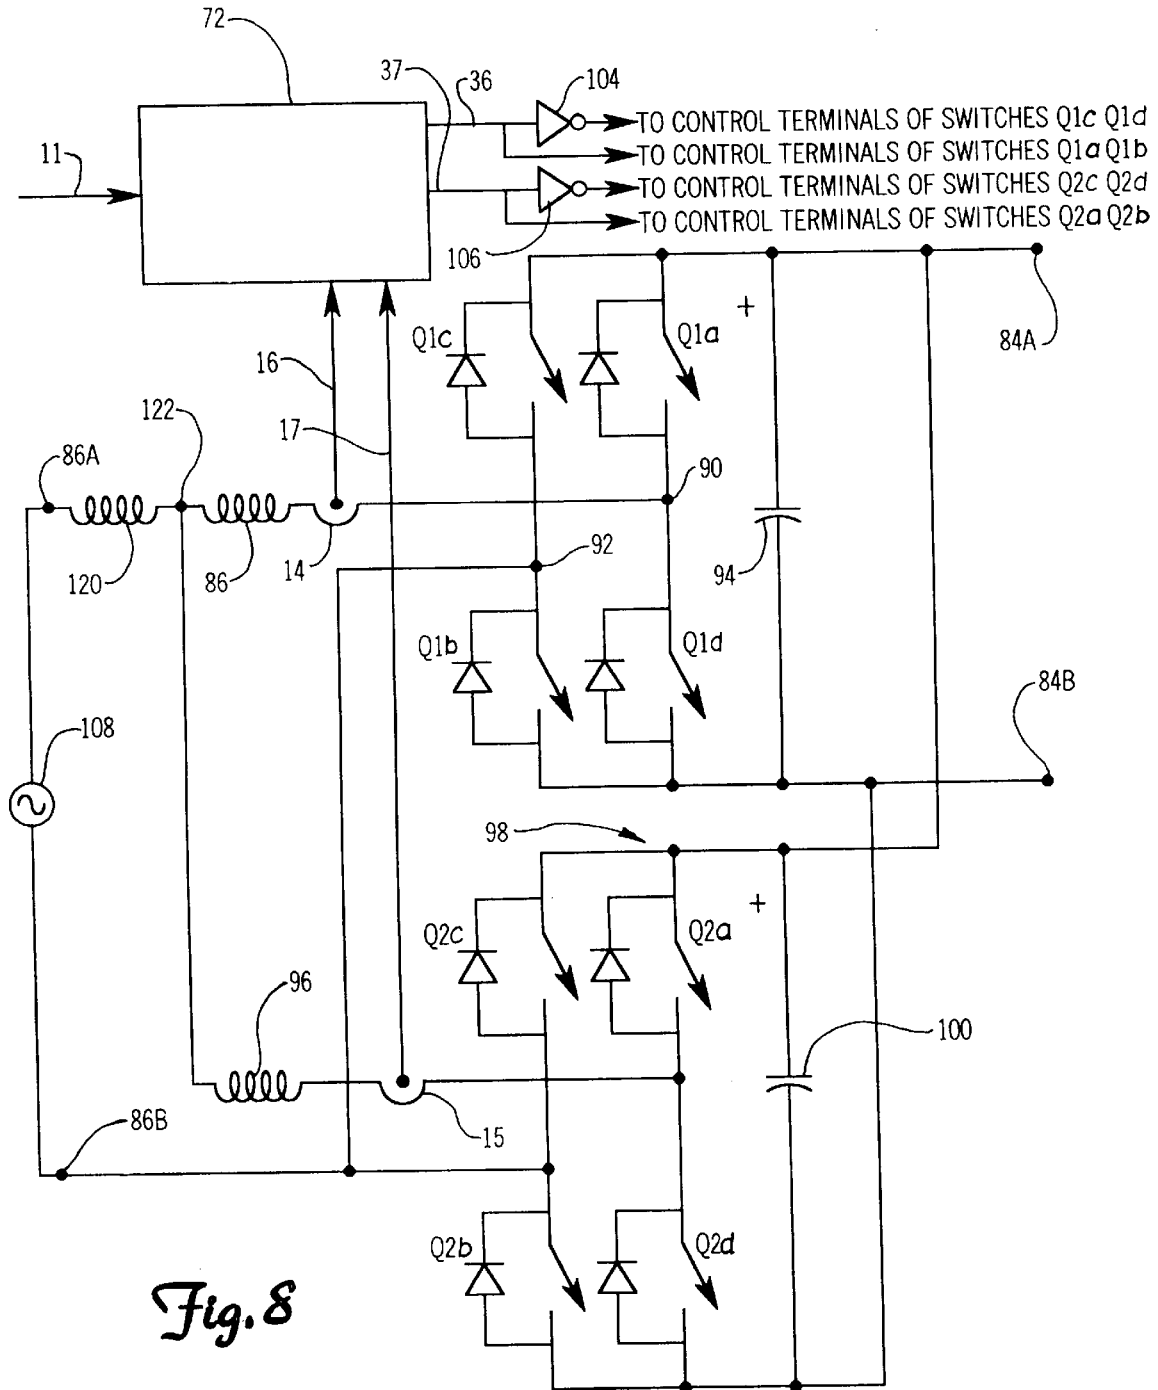 72
37
36
104
TO CONTROL TERMINALS OF SWITCHES Q1c Q1d
11
TO CONTROL TERMINALS OF SWITCHES Q1a Q1b
TO CONTROL TERMINALS OF SWITCHES Q2c Q2d
TO CONTROL TERMINALS OF SWITCHES Q2a Q2b
106
+
Q1c
Q1a
84A
16
122
17
86A
90
120
86
14
92
94
Q1b
Q1d
84B
108
98
+
Q2c
Q2a
96
100
86B
15
Q2b
Q2d
Fig. 8